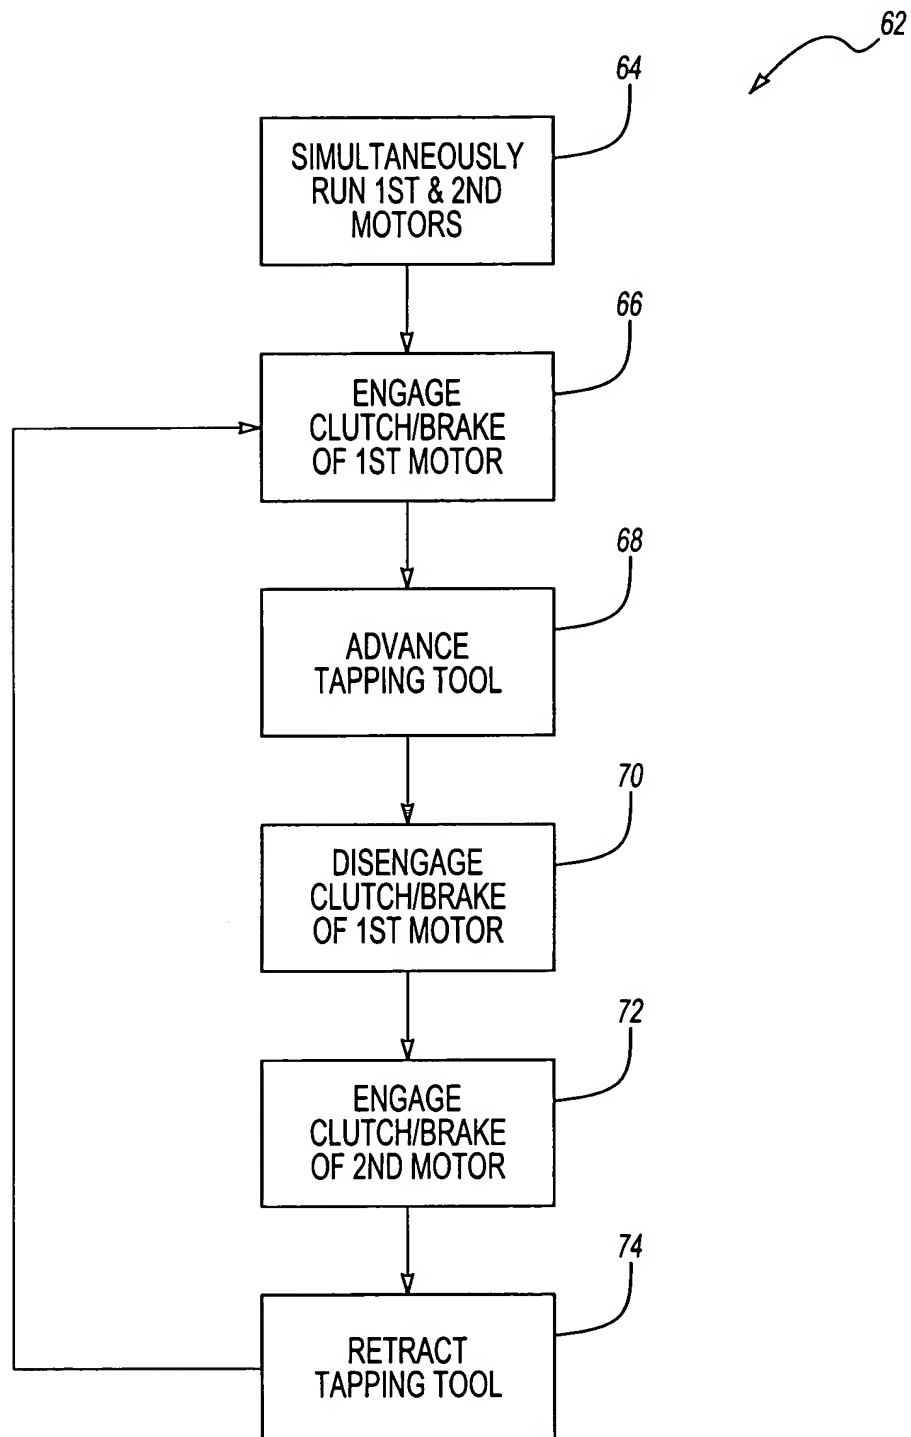 62
64
SIMULTANEOUSLY
RUN 1ST & 2ND
MOTORS
66
ENGAGE
CLUTCH/BRAKE
OF 1ST MOTOR
68
ADVANCE
TAPPING TOOL
70
DISENGAGE
CLUTCH/BRAKE
OF 1ST MOTOR
72
ENGAGE
CLUTCH/BRAKE
OF 2ND MOTOR
74
RETRACT
TAPPING TOOL